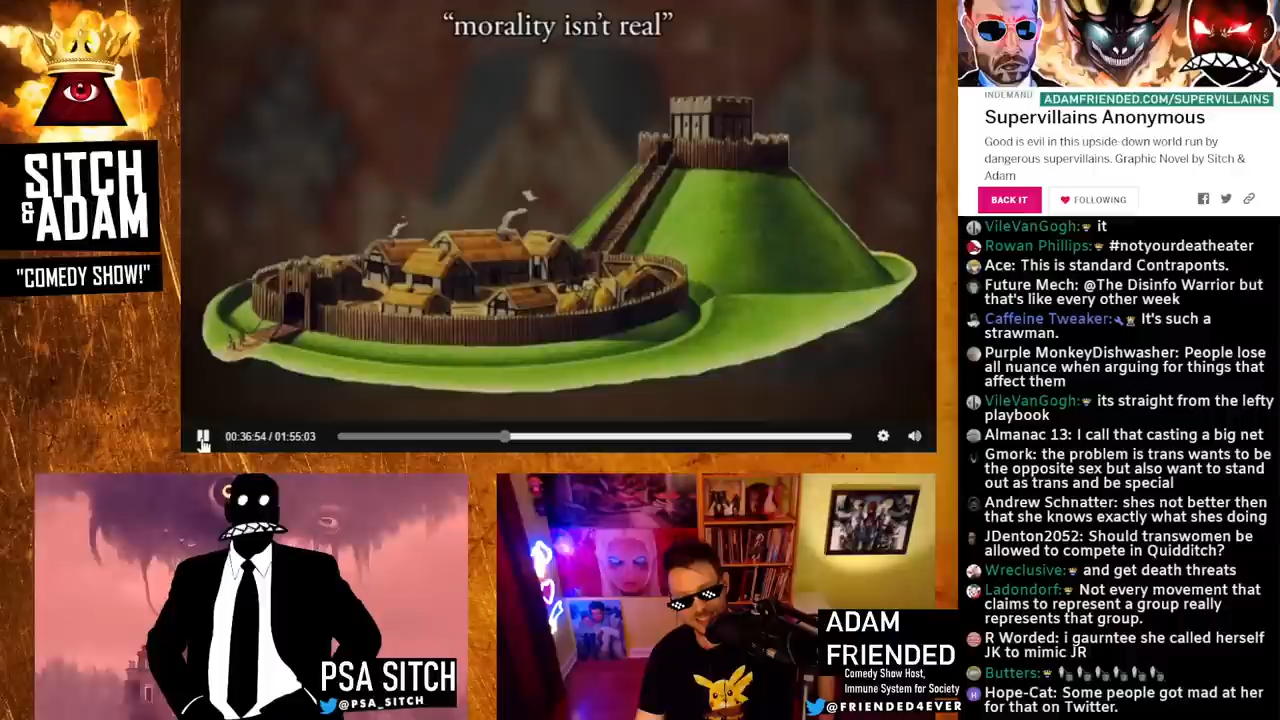 “morality isn’t real”
SITCH
& ADAM
"COMEDY SHOW!"
00:36:54 / 01:55:03
PSA SITCH
@PSA_SITCH
ADAM
FRIENDED
Comedy Show Host,
Immune System for Society
@FRIENDED4EVER
INDEMAND
ADAMFRIENDED.COM/SUPERVILLAINS
Supervillains Anonymous
Good is evil in this upside-down world run by
dangerous supervillains. Graphic Novel by Sitch &
Adam
BACK IT
FOLLOWING
VileVanGogh: it
Rowan Phillips: #notyourdeatheater
Ace: This is standard Contraponts.
Future Mech: @The Disinfo Warrior but
that's like every other week
Caffeine Tweaker: It's such a
strawman.
Purple MonkeyDishwasher: People lose
all nuance when arguing for things that
affect them
VileVanGogh: its straight from the lefty
playbook
Almanac 13: I call that casting a big net
Gmork: the problem is trans wants to be
the opposite sex but also want to stand
out as trans and be special
Andrew Schnatter: shes not better then
that she knows exactly what shes doing
JDenton2052: Should transwomen be
allowed to compete in Quidditch?
Wreclusive: and get death threats
Ladondorf: Not every movement that
claims to represent a group really
represents that group.
R Worded: i gaurntee she called herself
JK to mimic JR
Butters:
Hope-Cat: Some people got mad at her
for that on Twitter.